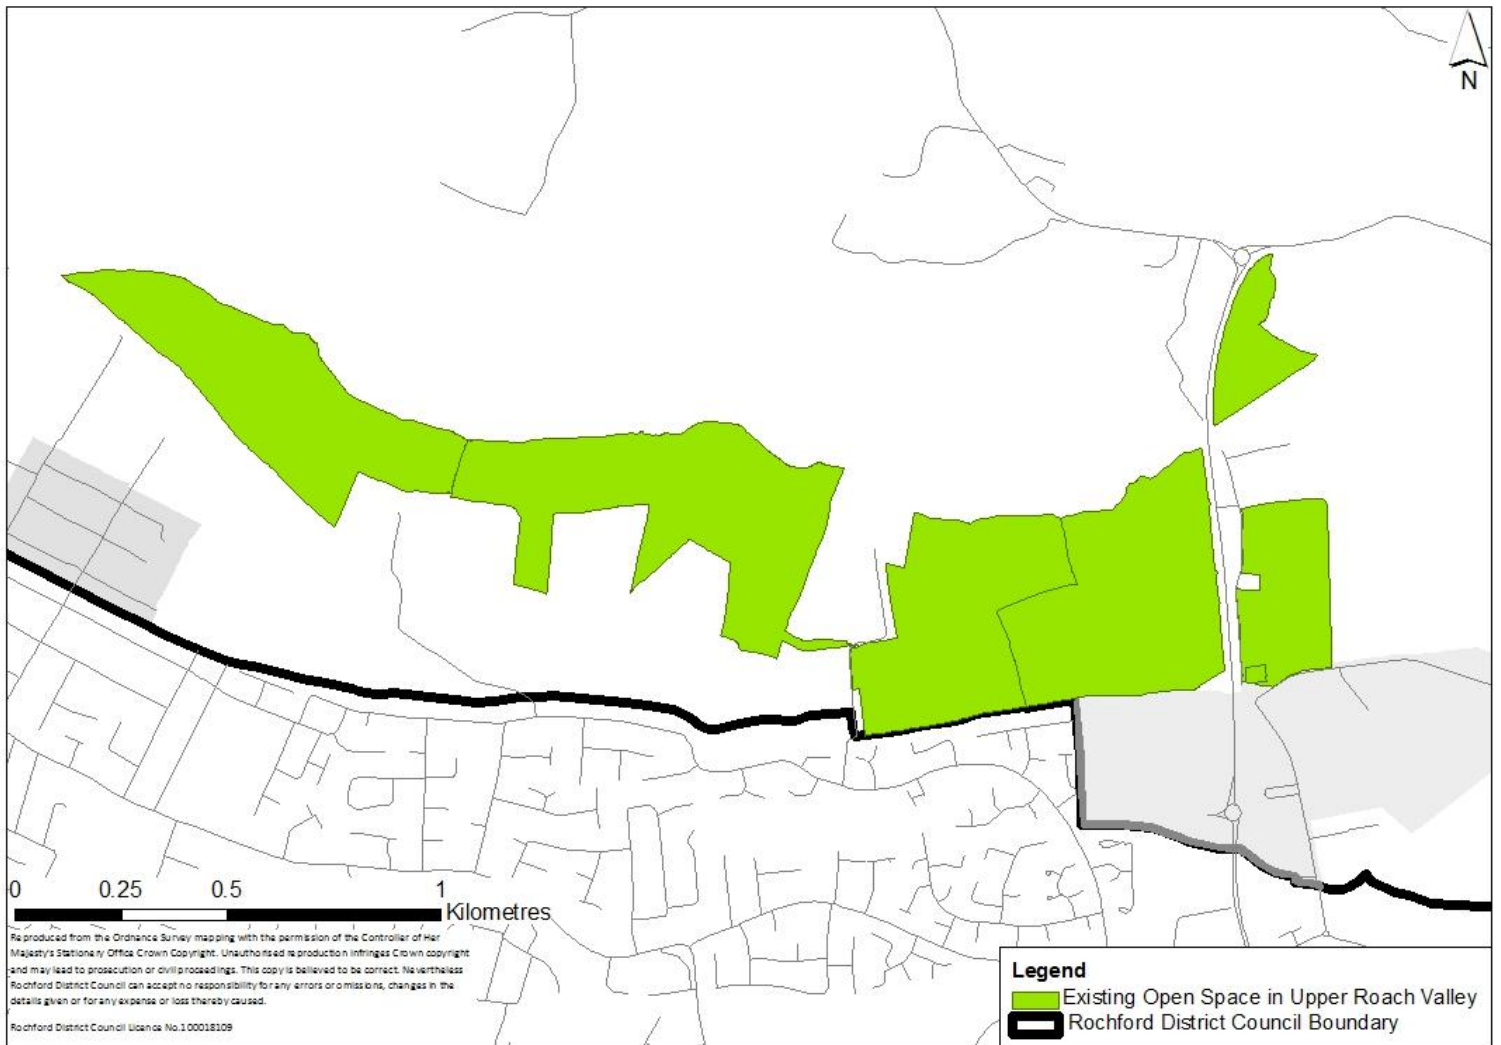 N
0 0.25 0.5 1
Kilometres
Reproduced from the Ordnance Survey mapping with the permission of the Controller of Her
Majesty's Stationery Office Crown Copyright. Unauthorised reproduction infringes Crown copyright
and may lead to prosecution or civil proceedings. This copy is believed to be correct. Nevertheless
Rochford District Council can accept no responsibility for any errors or omissions, changes in the
details given or for any expense or loss thereby caused.
Rochford District Council Licence No.100018109
Legend
Existing Open Space in Upper Roach Valley
Rochford District Council Boundary